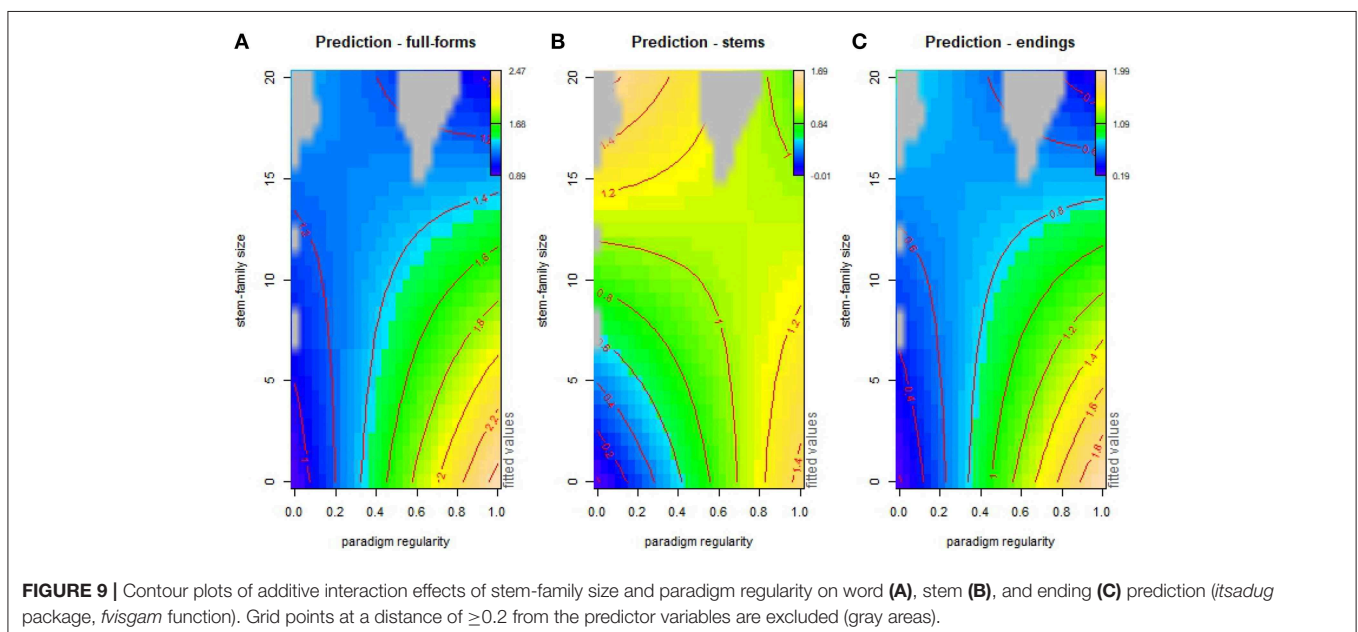 A
Prediction - full-forms
stem-family size
20
15
10
5
0
0.0 0.2 0.4 0.6 0.8 1.0
paradigm regularity
2.47
1.68
0.89
fitted values
1.2
1.4
1.6
1.8
2
2.2
1
B
Prediction - stems
stem-family size
20
15
10
5
0
0.0 0.2 0.4 0.6 0.8 1.0
paradigm regularity
1.69
0.84
-0.01
fitted values
1.4
1.2
1
1
0.8
0.4
0.2
1.2
1.4
C
Prediction - endings
stem-family size
20
15
10
5
0
0.0 0.2 0.4 0.6 0.8 1.0
paradigm regularity
1.99
1.09
0.19
fitted values
0.6
0.6
0.8
0.4
1
1.2
1.4
1.6
1.8
FIGURE 9 | Contour plots of additive interaction effects of stem-family size and paradigm regularity on word (A), stem (B), and ending (C) prediction (itsadug
package, fvisgam function). Grid points at a distance of ≥0.2 from the predictor variables are excluded (gray areas).